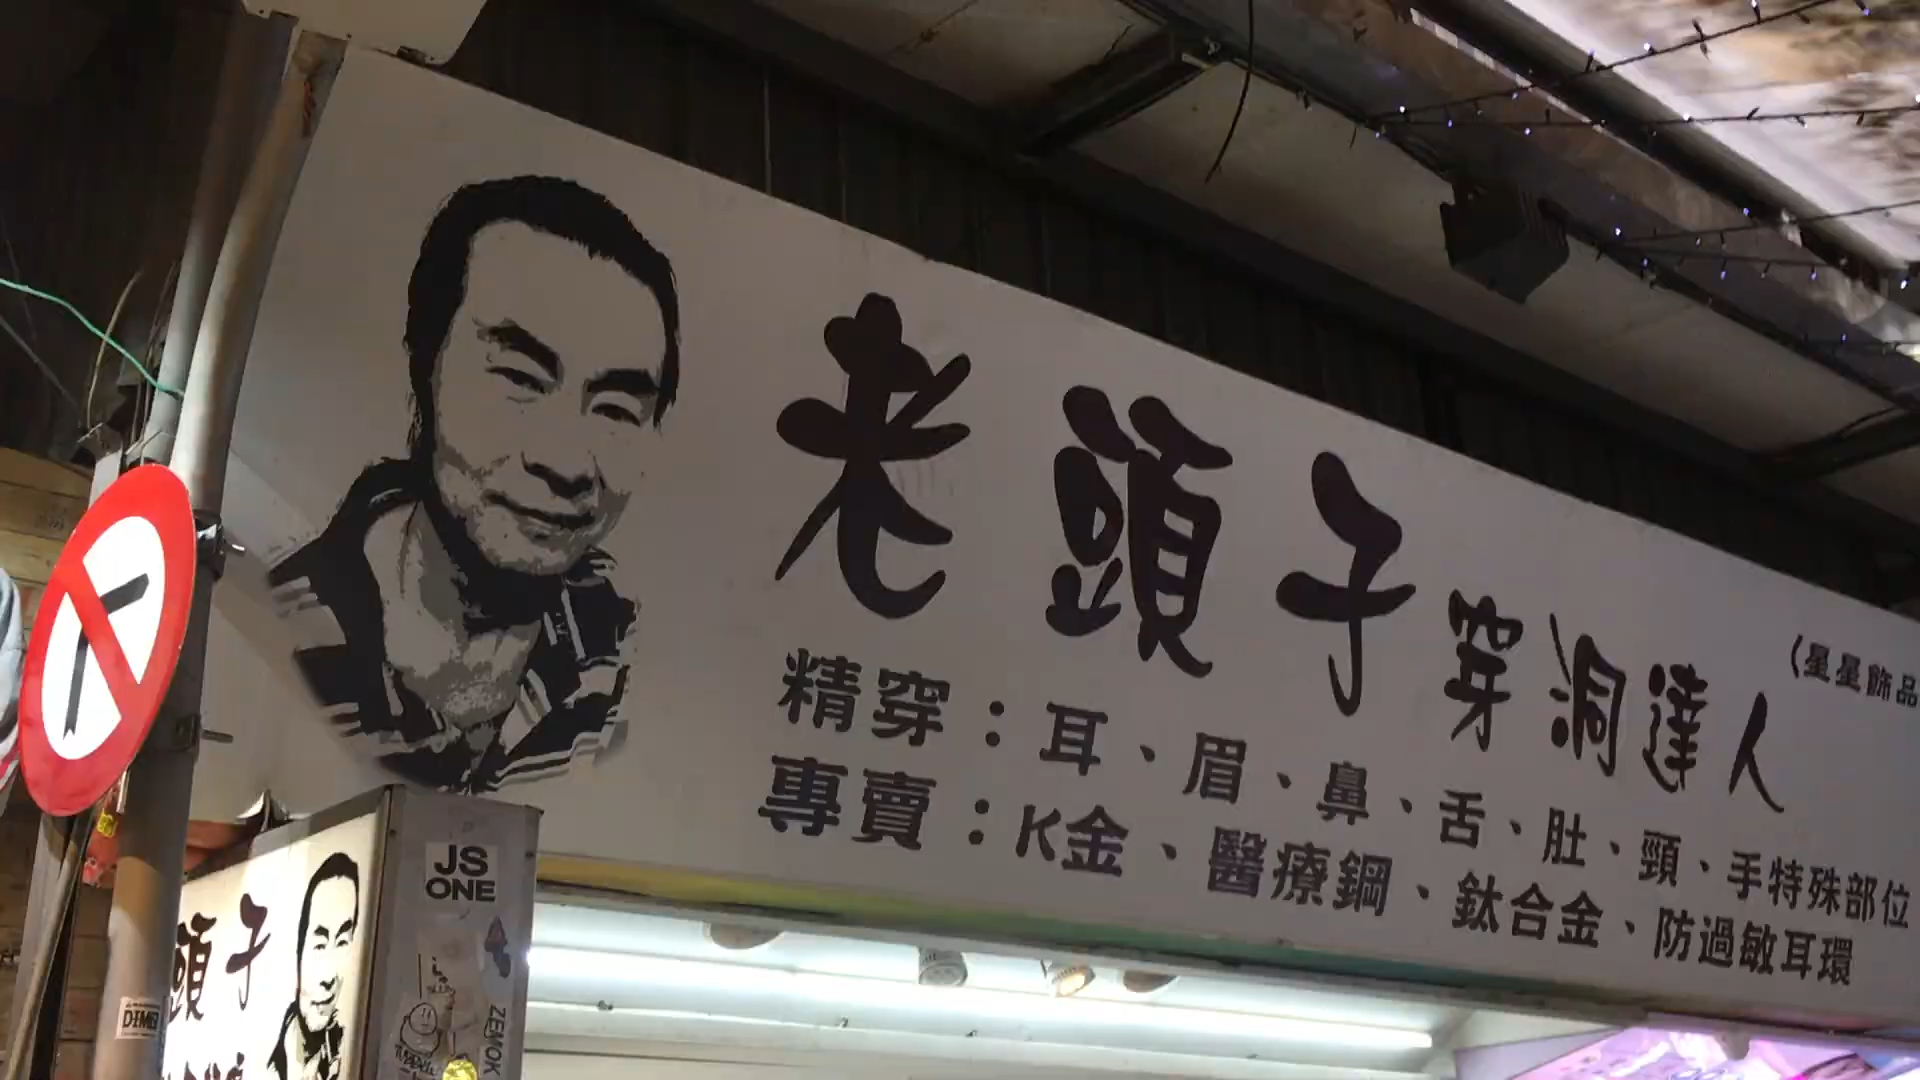 老頭子穿洞達人
(星星飾品
精穿：耳、眉、鼻、舌、肚、頸、手特殊部位
專賣：K金、醫療鋼、鈦合金、防過敏耳環
頭子
JS
ONE
ZEMOK
DIMO